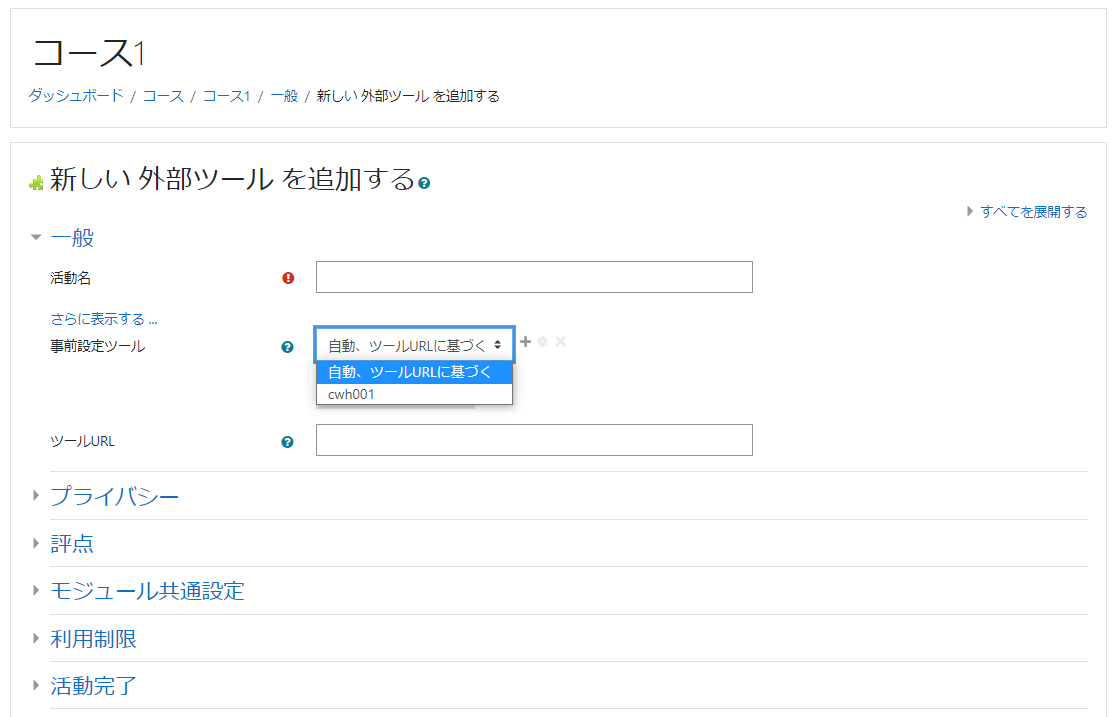 コース1
ダッシュボード / コース / コース1 / 一般 / 新しい 外部ツール を追加する
新しい 外部ツール を追加する
すべてを展開する
一般
活動名
さらに表示する ...
事前設定ツール
自動、ツールURLに基づく
自動、ツールURLに基づく
cwh001
ツールURL
プライバシー
評点
モジュール共通設定
利用制限
活動完了